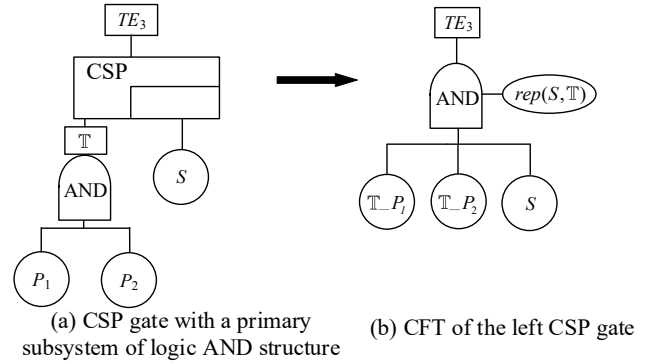 TE₃
CSP
𝕋
AND
S
P₁
P₂
(a) CSP gate with a primary
subsystem of logic AND structure
TE₃
AND
rep(S,𝕋)
𝕋_P₁
𝕋_P₂
S
(b) CFT of the left CSP gate